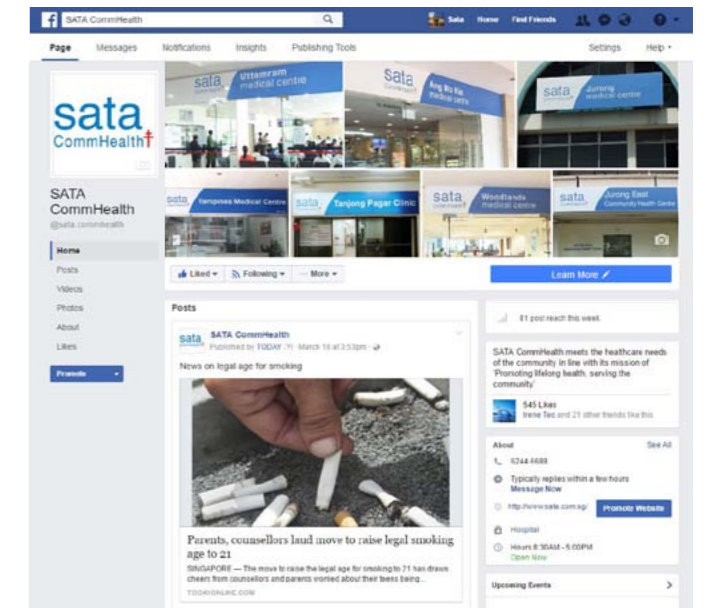 SATA CommHealth
Sata Home Find Friends
Page Messages Notifications Insights Publishing Tools Settings Help
sata
CommHealth
SATA
CommHealth
@sata.commhealth
Home
Posts
Videos
Photos
About
Likes
Promote
sata Uttamram
medical centre
sata Ang Mo Kio
medical centre
sata Jurong
medical centre
sata Tampines Medical Centre
sata Tanjong Pagar Clinic
sata Woodlands
medical centre
sata Jurong East
Community Health Centre
Liked Following More
Learn More
Posts
sata SATA CommHealth
Published by TODAY · March 18 at 3:53pm
News on legal age for smoking
Parents, counsellors laud move to raise legal smoking
age to 21
SINGAPORE — The move to raise the legal age for smoking to 21 has drawn
cheers from counsellors and parents worried about their teens being...
TODAYONLINE.COM
post reach this week
SATA CommHealth meets the healthcare needs
of the community in line with its mission of
'Promoting lifelong health, serving the
community'
545 Likes
Irene Teo and 21 other friends like this
About See All
6244 6688
Typically replies within a few hours
Message Now
http://www.sata.com.sg/ Promote Website
Hospital
Hours 8:30AM - 5:00PM
Open Now
Upcoming Events